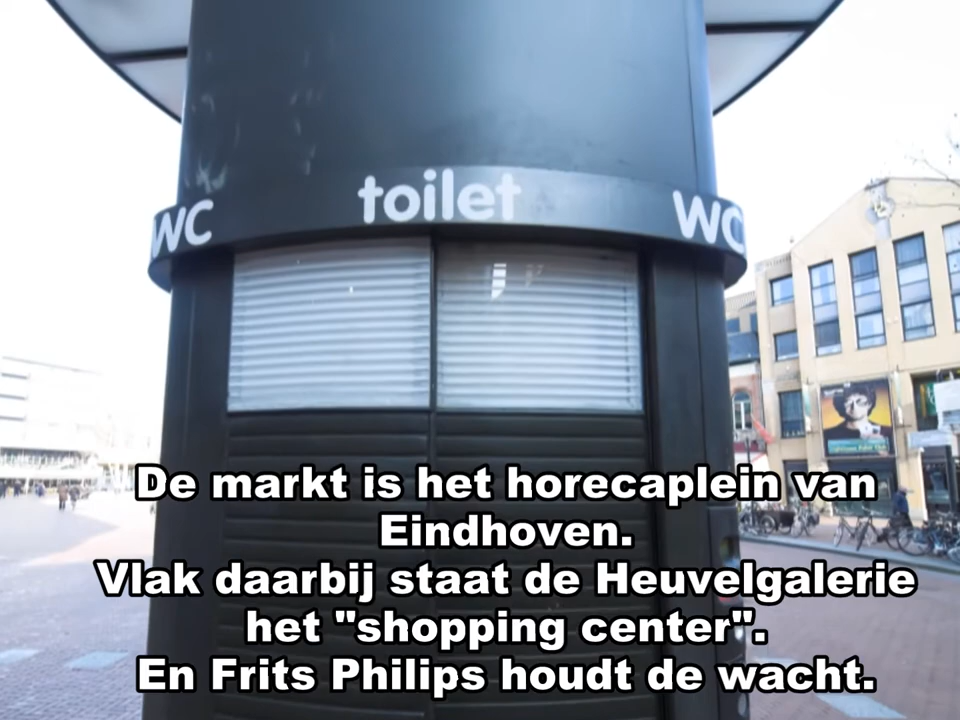 WC toilet WC
De markt is het horecaplein van
Eindhoven.
Vlak daarbij staat de Heuvelgalerie
het "shopping center".
En Frits Philips houdt de wacht.